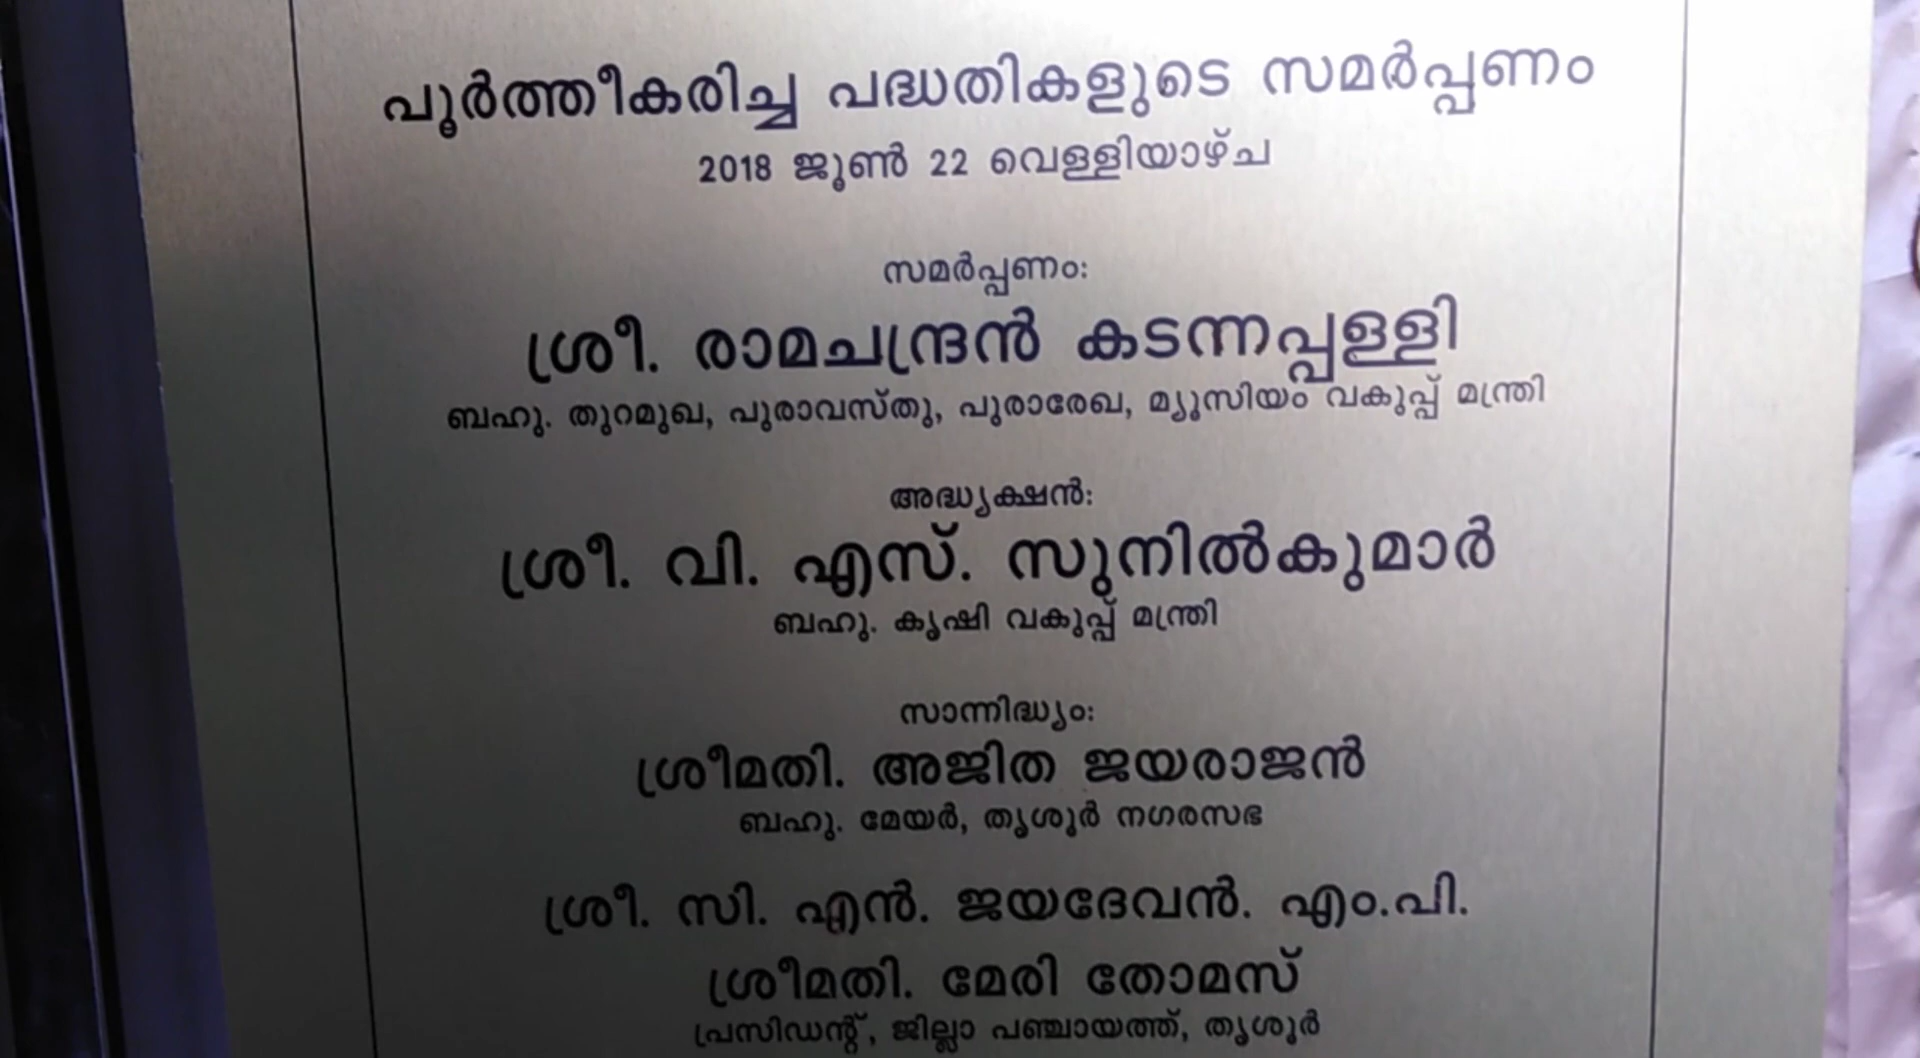 പൂർത്തീകരിച്ച പദ്ധതികളുടെ സമർപ്പണം
2018 ജൂൺ 22 വെള്ളിയാഴ്ച
സമർപ്പണം:
ശ്രീ. രാമചന്ദ്രൻ കടന്നപ്പള്ളി
ബഹു. തുറമുഖ, പുരാവസ്തു, പുരാരേഖ, മ്യൂസിയം വകുപ്പ് മന്ത്രി
അദ്ധ്യക്ഷൻ:
ശ്രീ. വി. എസ്. സുനിൽകുമാർ
ബഹു. കൃഷി വകുപ്പ് മന്ത്രി
സാന്നിദ്ധ്യം:
ശ്രീമതി. അജിത ജയരാജൻ
ബഹു. മേയർ, തൃശൂർ നഗരസഭ
ശ്രീ. സി. എൻ. ജയദേവൻ. എം.പി.
ശ്രീമതി. മേരി തോമസ്
പ്രസിഡന്റ്, ജില്ലാ പഞ്ചായത്ത്, തൃശൂർ